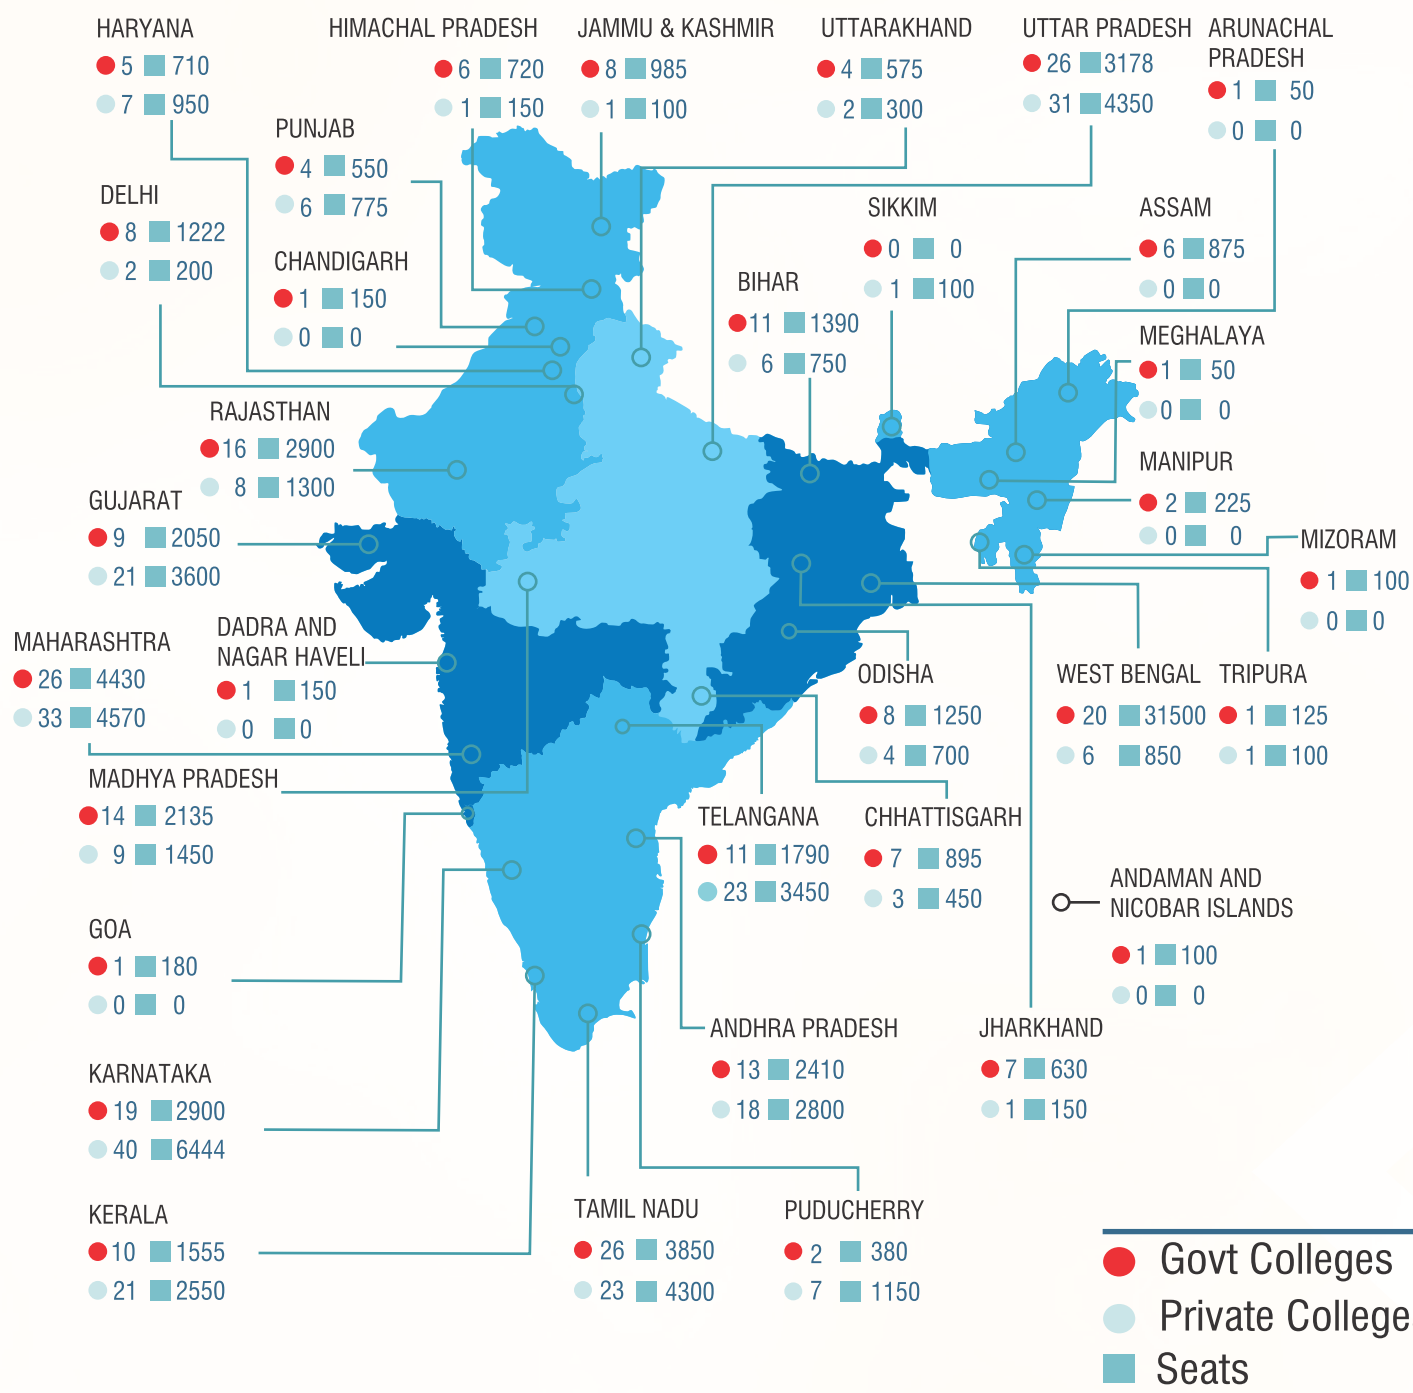 HARYANA
5 710
7 950
HIMACHAL PRADESH
6 720
1 150
JAMMU & KASHMIR
8 985
1 100
UTTARAKHAND
4 575
2 300
UTTAR PRADESH
26 3178
31 4350
ARUNACHAL
PRADESH
1 50
0 0
PUNJAB
4 550
6 775
DELHI
8 1222
2 200
CHANDIGARH
1 150
0 0
SIKKIM
0 0
1 100
ASSAM
6 875
0 0
BIHAR
11 1390
6 750
MEGHALAYA
1 50
0 0
RAJASTHAN
16 2900
8 1300
MANIPUR
2 225
0 0
GUJARAT
9 2050
21 3600
MIZORAM
1 100
0 0
MAHARASHTRA
26 4430
33 4570
DADRA AND
NAGAR HAVELI
1 150
0 0
ODISHA
8 1250
4 700
WEST BENGAL
20 31500
6 850
TRIPURA
1 125
1 100
MADHYA PRADESH
14 2135
9 1450
TELANGANA
11 1790
23 3450
CHHATTISGARH
7 895
3 450
ANDAMAN AND
NICOBAR ISLANDS
1 100
0 0
GOA
1 180
0 0
ANDHRA PRADESH
13 2410
18 2800
JHARKHAND
7 630
1 150
KARNATAKA
19 2900
40 6444
KERALA
10 1555
21 2550
TAMIL NADU
26 3850
23 4300
PUDUCHERRY
2 380
7 1150
Govt Colleges
Private College
Seats